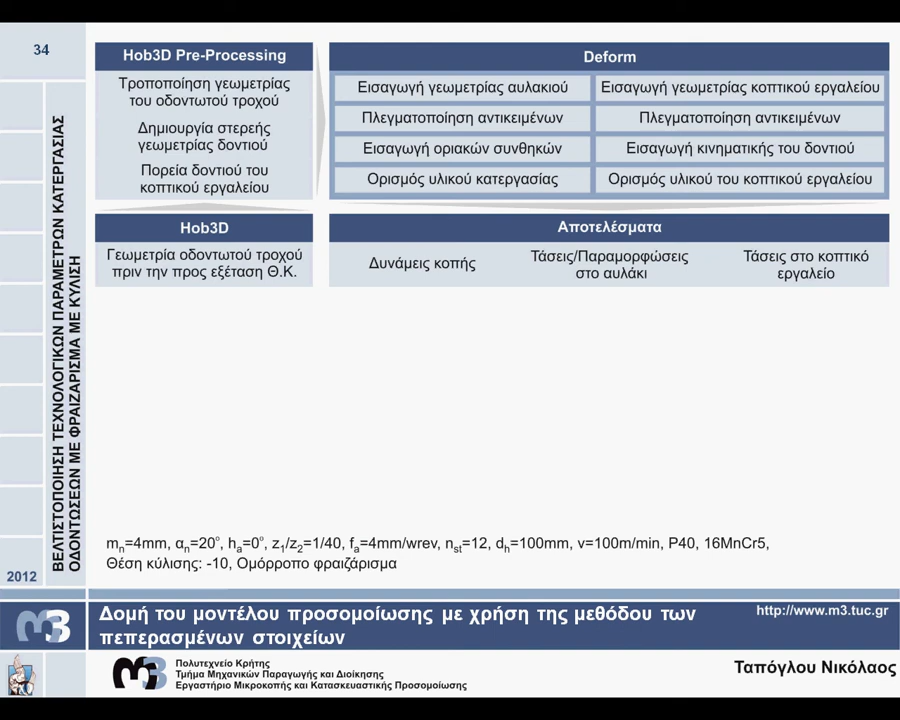 34
Hob3D Pre-Processing
Τροποποίηση γεωμετρίας
του οδοντωτού τροχού
Δημιουργία στερεής
γεωμετρίας δοντιού
Πορεία δοντιού του
κοπτικού εργαλείου
Deform
Εισαγωγή γεωμετρίας αυλακιού
Εισαγωγή γεωμετρίας κοπτικού εργαλείου
Πλεγματοποίηση αντικειμένων
Πλεγματοποίηση αντικειμένων
Εισαγωγή οριακών συνθηκών
Εισαγωγή κινηματικής του δοντιού
Ορισμός υλικού κατεργασίας
Ορισμός υλικού του κοπτικού εργαλείου
Hob3D
Γεωμετρία οδοντωτού τροχού
πριν την προς εξέταση Θ.Κ.
Αποτελέσματα
Δυνάμεις κοπής
Τάσεις/Παραμορφώσεις
στο αυλάκι
Τάσεις στο κοπτικό
εργαλείο
ΒΕΛΤΙΣΤΟΠΟΙΗΣΗ ΤΕΧΝΟΛΟΓΙΚΩΝ ΠΑΡΑΜΕΤΡΩΝ ΚΑΤΕΡΓΑΣΙΑΣ
ΟΔΟΝΤΩΣΕΩΝ ΜΕ ΦΡΑΙΖΑΡΙΣΜΑ ΜΕ ΚΥΛΙΣΗ
2012
mn=4mm, αn=20°, ha=0°, z1/z2=1/40, fa=4mm/wrev, nst=12, dh=100mm, v=100m/min, P40, 16MnCr5,
Θέση κύλισης: -10, Ομόρροπο φραιζάρισμα
m3
Δομή του μοντέλου προσομοίωσης με χρήση της μεθόδου των
πεπερασμένων στοιχείων
http://www.m3.tuc.gr
m3
Πολυτεχνείο Κρήτης
Τμήμα Μηχανικών Παραγωγής και Διοίκησης
Εργαστήριο Μικροκοπής και Κατασκευαστικής Προσομοίωσης
Ταπόγλου Νικόλαος